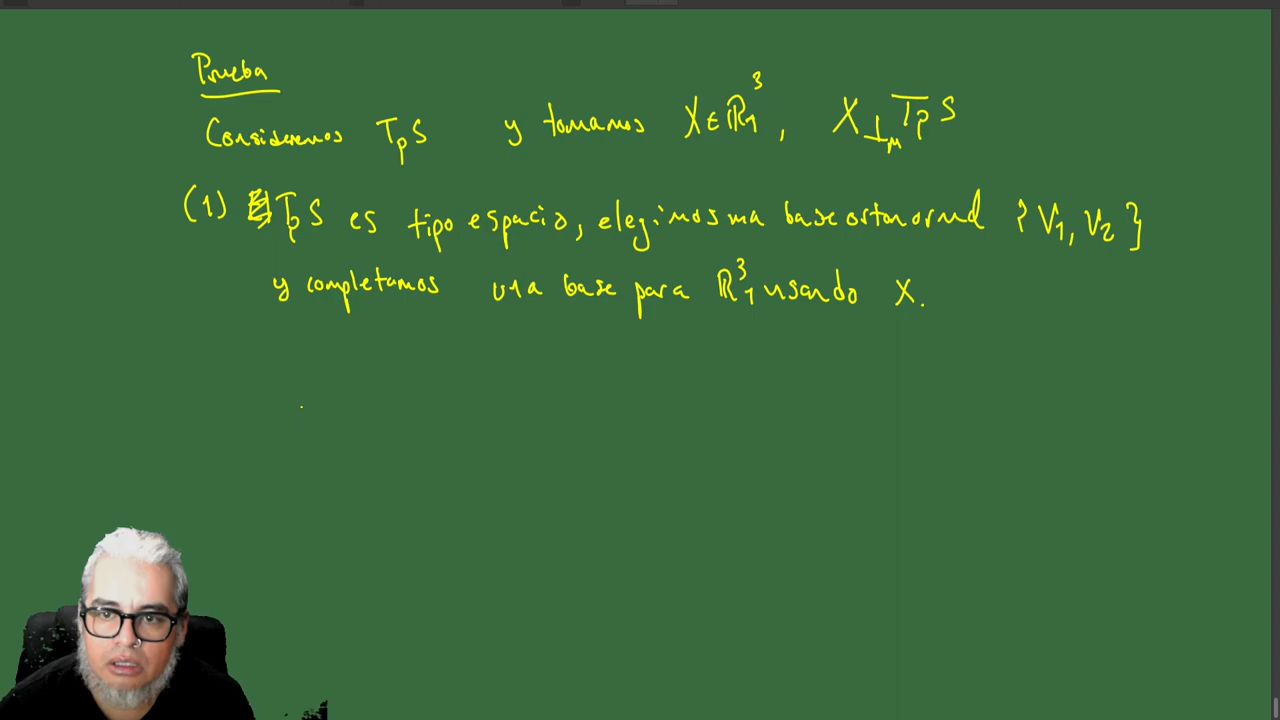 Prueba
Consideremos TₚS y tomamos X ∈ ℝ³₁, X ⊥ₘ TₚS
(1) TₚS es tipo espacio, elegimos una base ortonormal {V₁, V₂}
y completamos una base para ℝ³₁ usando X.